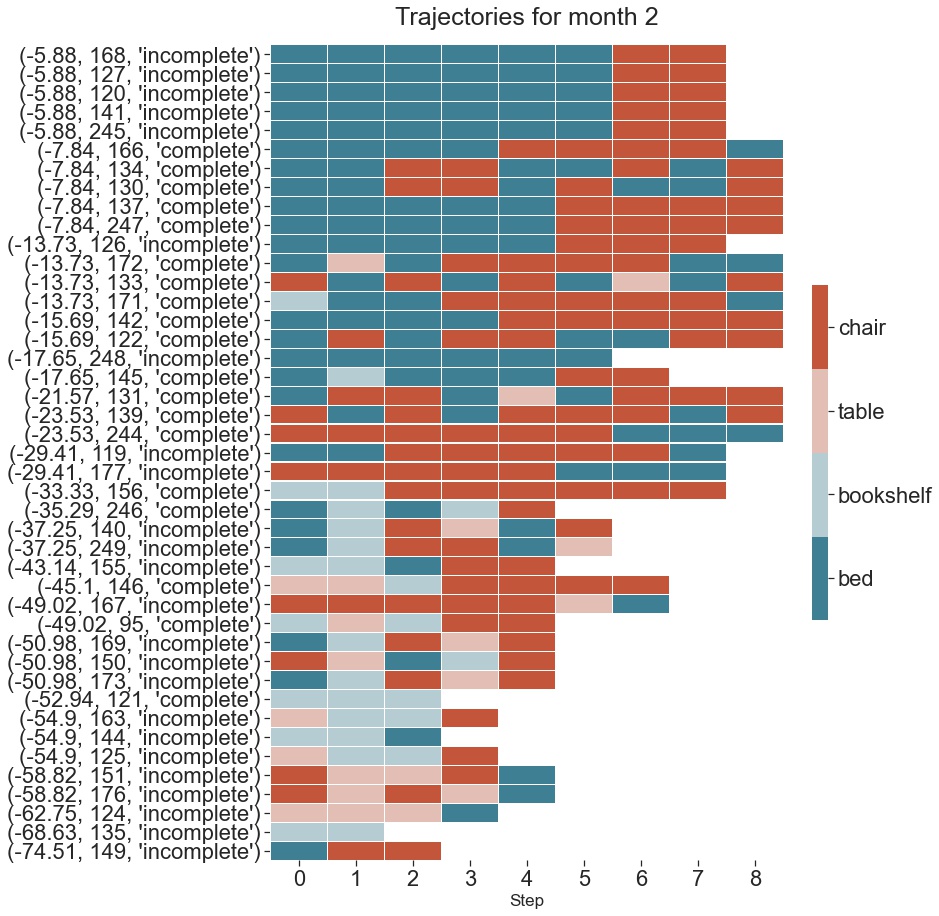 Trajectories for month 2
(-5.88, 168, 'incomplete')
(-5.88, 127, 'incomplete')
(-5.88, 120, 'incomplete')
(-5.88, 141, 'incomplete')
(-5.88, 245, 'incomplete')
(-7.84, 166, 'complete')
(-7.84, 134, 'complete')
(-7.84, 130, 'complete')
(-7.84, 137, 'complete')
(-7.84, 247, 'complete')
(-13.73, 126, 'incomplete')
(-13.73, 172, 'complete')
(-13.73, 133, 'complete')
(-13.73, 171, 'complete')
(-15.69, 142, 'complete')
(-15.69, 122, 'complete')
(-17.65, 248, 'incomplete')
(-17.65, 145, 'complete')
(-21.57, 131, 'complete')
(-23.53, 139, 'complete')
(-23.53, 244, 'complete')
(-29.41, 119, 'incomplete')
(-29.41, 177, 'incomplete')
(-33.33, 156, 'complete')
(-35.29, 246, 'complete')
(-37.25, 140, 'incomplete')
(-37.25, 249, 'incomplete')
(-43.14, 155, 'incomplete')
(-45.1, 146, 'complete')
(-49.02, 167, 'incomplete')
(-49.02, 95, 'complete')
(-50.98, 169, 'incomplete')
(-50.98, 150, 'incomplete')
(-50.98, 173, 'incomplete')
(-52.94, 121, 'complete')
(-54.9, 163, 'incomplete')
(-54.9, 144, 'incomplete')
(-54.9, 125, 'incomplete')
(-58.82, 151, 'incomplete')
(-58.82, 176, 'incomplete')
(-62.75, 124, 'incomplete')
(-68.63, 135, 'incomplete')
(-74.51, 149, 'incomplete')
0 1 2 3 4 5 6 7 8
Step
chair
table
bookshelf
bed